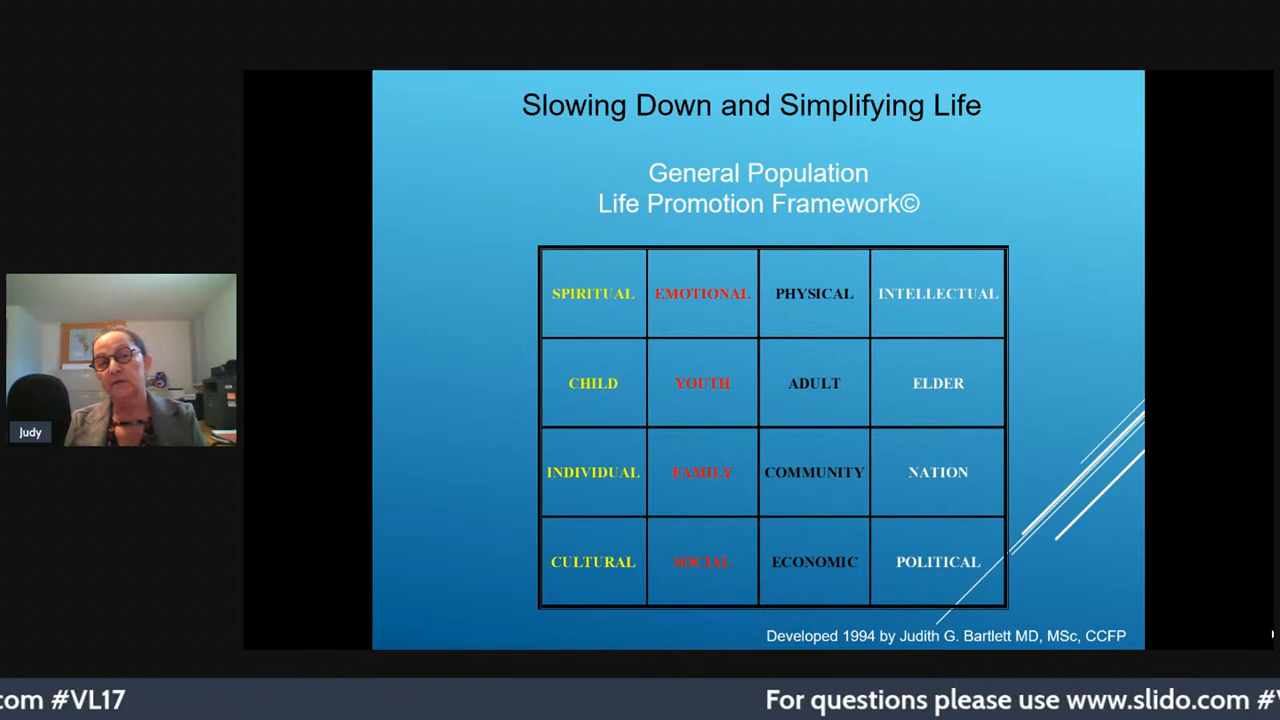 Slowing Down and Simplifying Life
General Population
Life Promotion Framework©
SPIRITUAL EMOTIONAL PHYSICAL INTELLECTUAL
CHILD YOUTH ADULT ELDER
INDIVIDUAL FAMILY COMMUNITY NATION
CULTURAL SOCIAL ECONOMIC POLITICAL
Developed 1994 by Judith G. Bartlett MD, MSc, CCFP
Judy
com #VL17 For questions please use www.slido.com